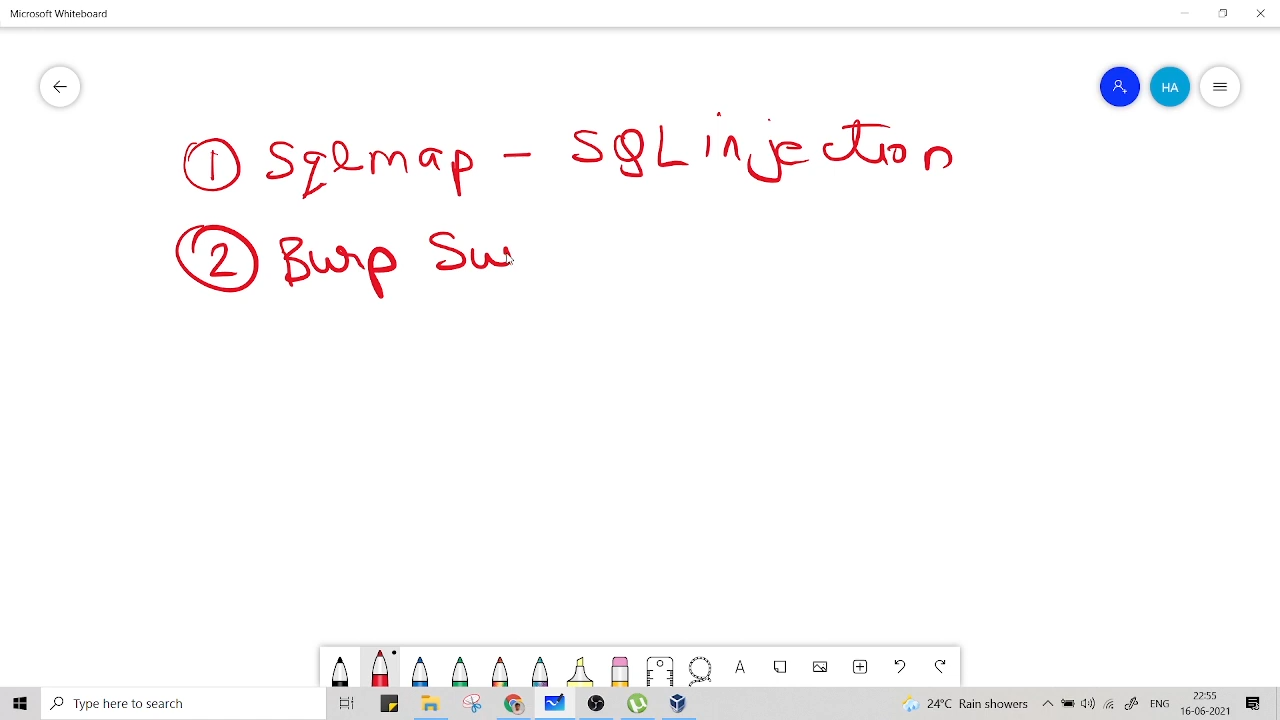 Microsoft Whiteboard
HA
① Sqlmap - SQL injection
② Burp Su
A
Type here to search
24°C Rain showers
ENG
22:55
16-06-2021